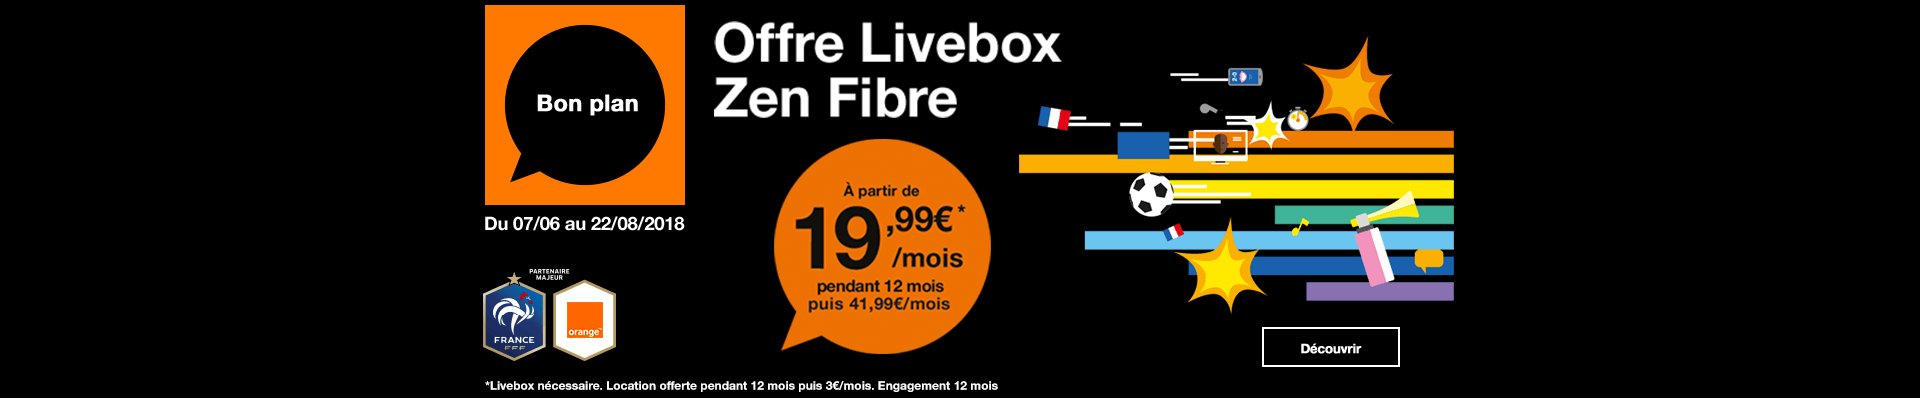 Bon plan
Du 07/06 au 22/08/2018
PARTENAIRE
MAJEUR
FRANCE
FFF
orange™
Offre Livebox
Zen Fibre
À partir de
19,99€*
/mois
pendant 12 mois
puis 41,99€/mois
Découvrir
*Livebox nécessaire. Location offerte pendant 12 mois puis 3€/mois. Engagement 12 mois